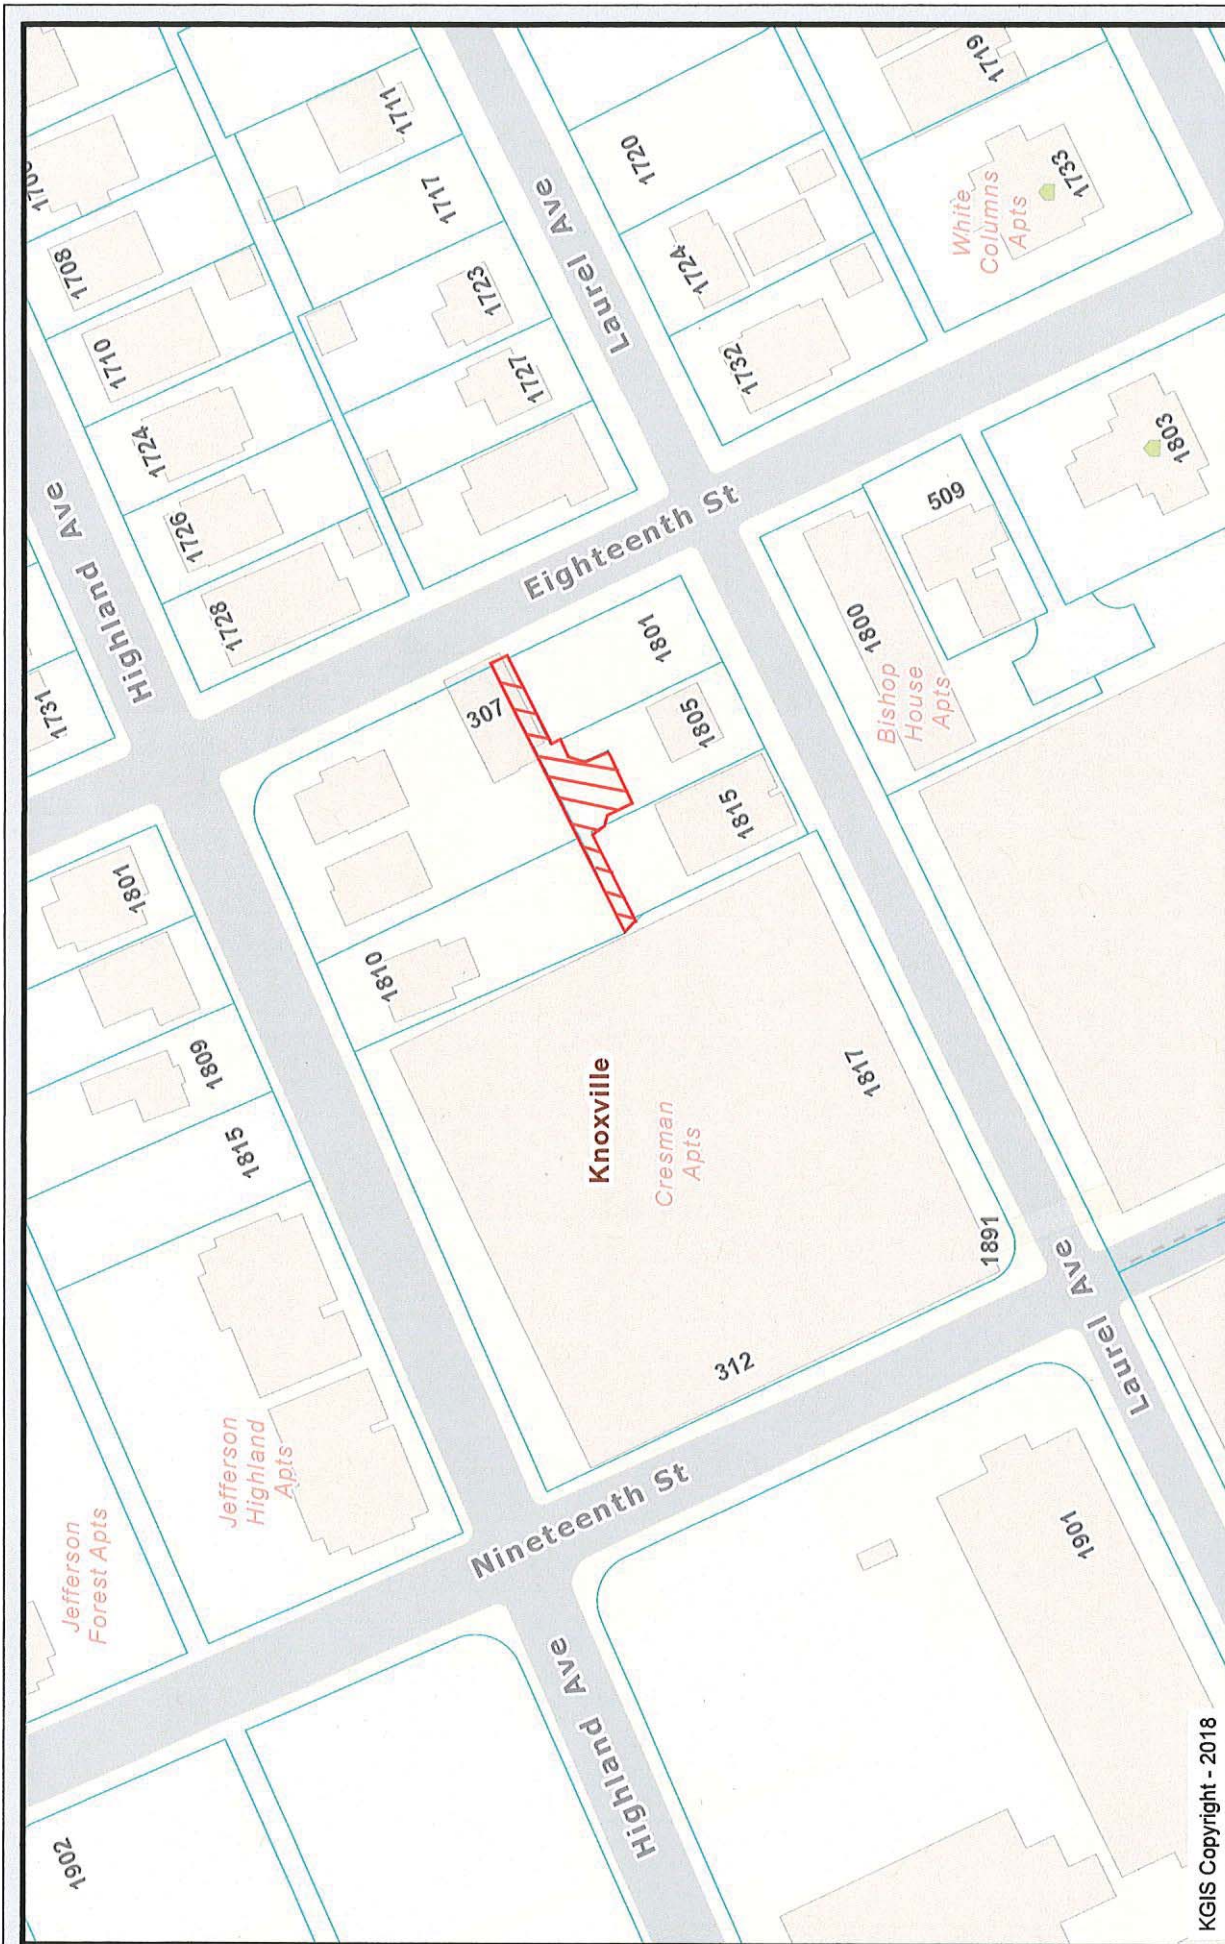 1902
Jefferson
Forest Apts
Jefferson
Highland
Apts
1815
1809
1801
1731
Highland Ave
1728
1726
1724
1710
1708
1711
1717
1723
1727
Laurel Ave
1720
1724
1732
1719
White
Columns
Apts
1733
Eighteenth St
307
1801
1805
1815
1810
1800
Bishop
House
Apts
509
1803
Knoxville
Cresman
Apts
1817
1891
312
Nineteenth St
Highland Ave
Laurel Ave
1901
KGIS Copyright - 2018